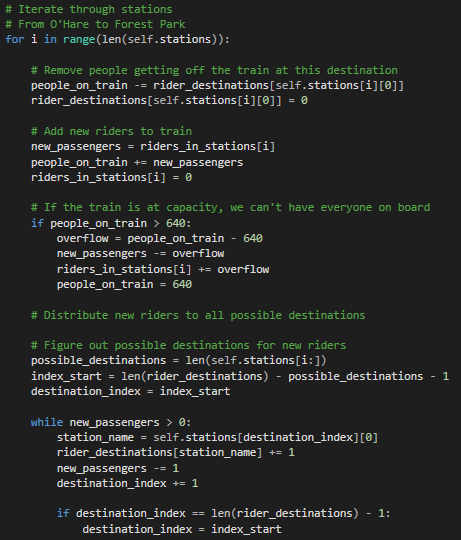 # Iterate through stations
# From O'Hare to Forest Park
for i in range(len(self.stations)):
# Remove people getting off the train at this destination
people_on_train -= rider_destinations[self.stations[i][0]]
rider_destinations[self.stations[i][0]] = 0
# Add new riders to train
new_passengers = riders_in_stations[i]
people_on_train += new_passengers
riders_in_stations[i] = 0
# If the train is at capacity, we can't have everyone on board
if people_on_train > 640:
overflow = people_on_train - 640
new_passengers -= overflow
riders_in_stations[i] += overflow
people_on_train = 640
# Distribute new riders to all possible destinations
# Figure out possible destinations for new riders
possible_destinations = len(self.stations[i:])
index_start = len(rider_destinations) - possible_destinations - 1
destination_index = index_start
while new_passengers > 0:
station_name = self.stations[destination_index][0]
rider_destinations[station_name] += 1
new_passengers -= 1
destination_index += 1
if destination_index == len(rider_destinations) - 1:
destination_index = index_start